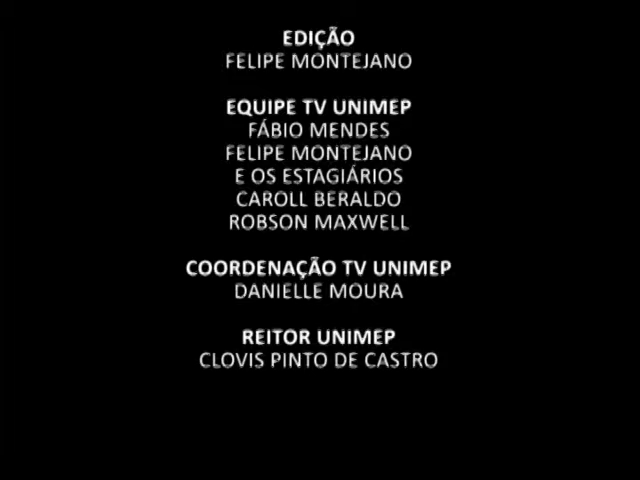 EDIÇÃO
FELIPE MONTEJANO
EQUIPE TV UNIMEP
FÁBIO MENDES
FELIPE MONTEJANO
E OS ESTAGIÁRIOS
CAROLL BERALDO
ROBSON MAXWELL
COORDENAÇÃO TV UNIMEP
DANIELLE MOURA
REITOR UNIMEP
CLOVIS PINTO DE CASTRO